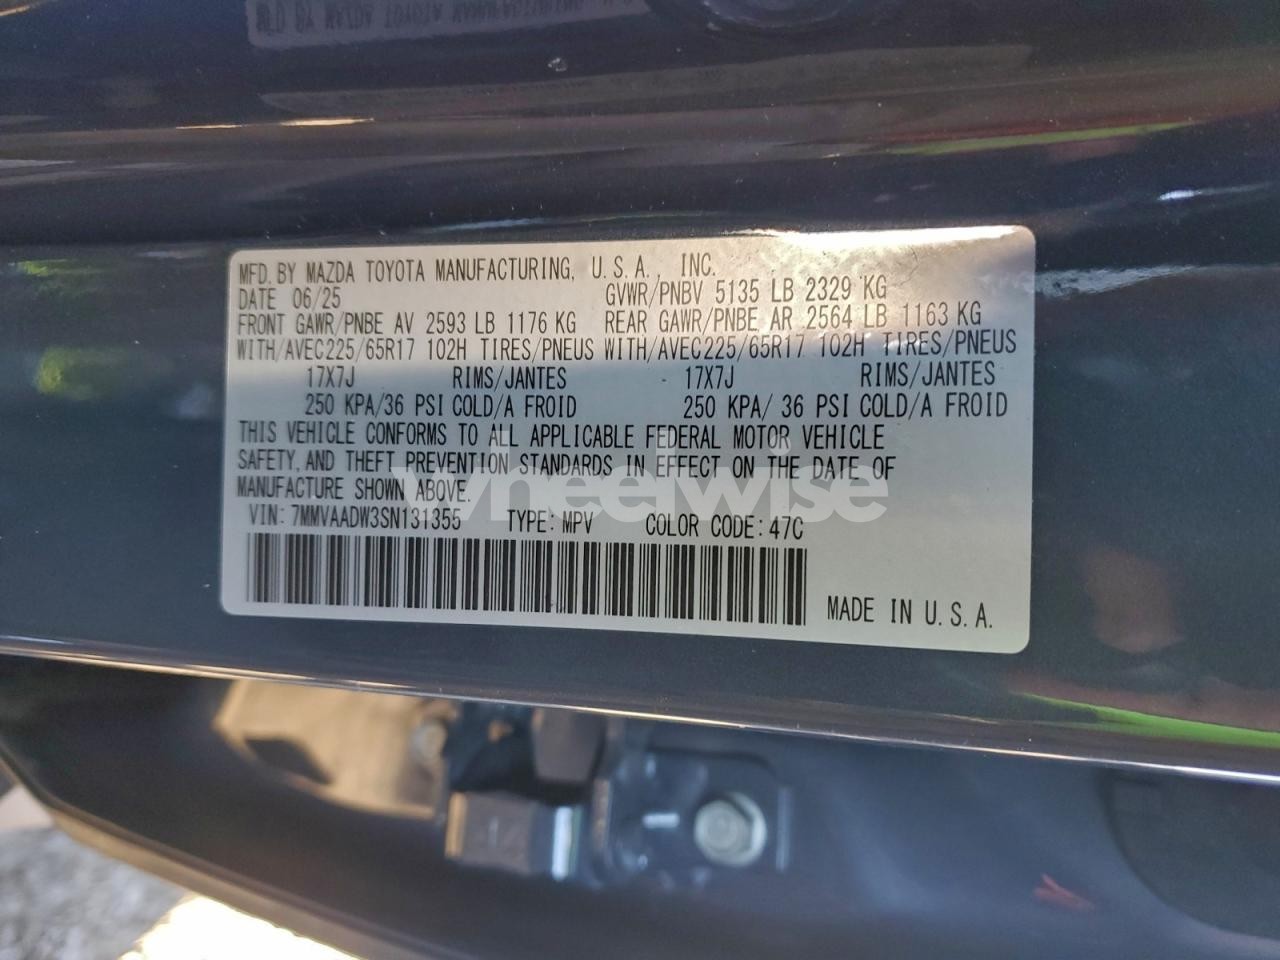 MFD. BY MAZDA TOYOTA MANUFACTURING, U.S.A., INC.
DATE 06/25 GVWR/PNBV 5135 LB 2329 KG
FRONT GAWR/PNBE AV 2593 LB 1176 KG REAR GAWR/PNBE AR 2564 LB 1163 KG
WITH/AVEC225/65R17 102H TIRES/PNEUS WITH/AVEC225/65R17 102H TIRES/PNEUS
17X7J RIMS/JANTES 17X7J RIMS/JANTES
250 KPA/36 PSI COLD/A FROID 250 KPA/ 36 PSI COLD/A FROID
THIS VEHICLE CONFORMS TO ALL APPLICABLE FEDERAL MOTOR VEHICLE
SAFETY, AND THEFT PREVENTION STANDARDS IN EFFECT ON THE DATE OF
MANUFACTURE SHOWN ABOVE.
wheelwise
VIN: 7MMVAADW3SN131355 TYPE: MPV COLOR CODE: 47C
MADE IN U.S.A.